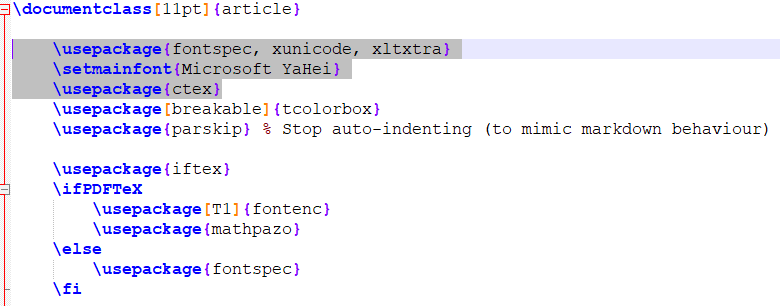 \documentclass[11pt]{article}
\usepackage{fontspec, xunicode, xltxtra}
\setmainfont{Microsoft YaHei}
\usepackage{ctex}
\usepackage[breakable]{tcolorbox}
\usepackage{parskip} % Stop auto-indenting (to mimic markdown behaviour)
\usepackage{iftex}
\ifPDFTeX
\usepackage[T1]{fontenc}
\usepackage{mathpazo}
\else
\usepackage{fontspec}
\fi